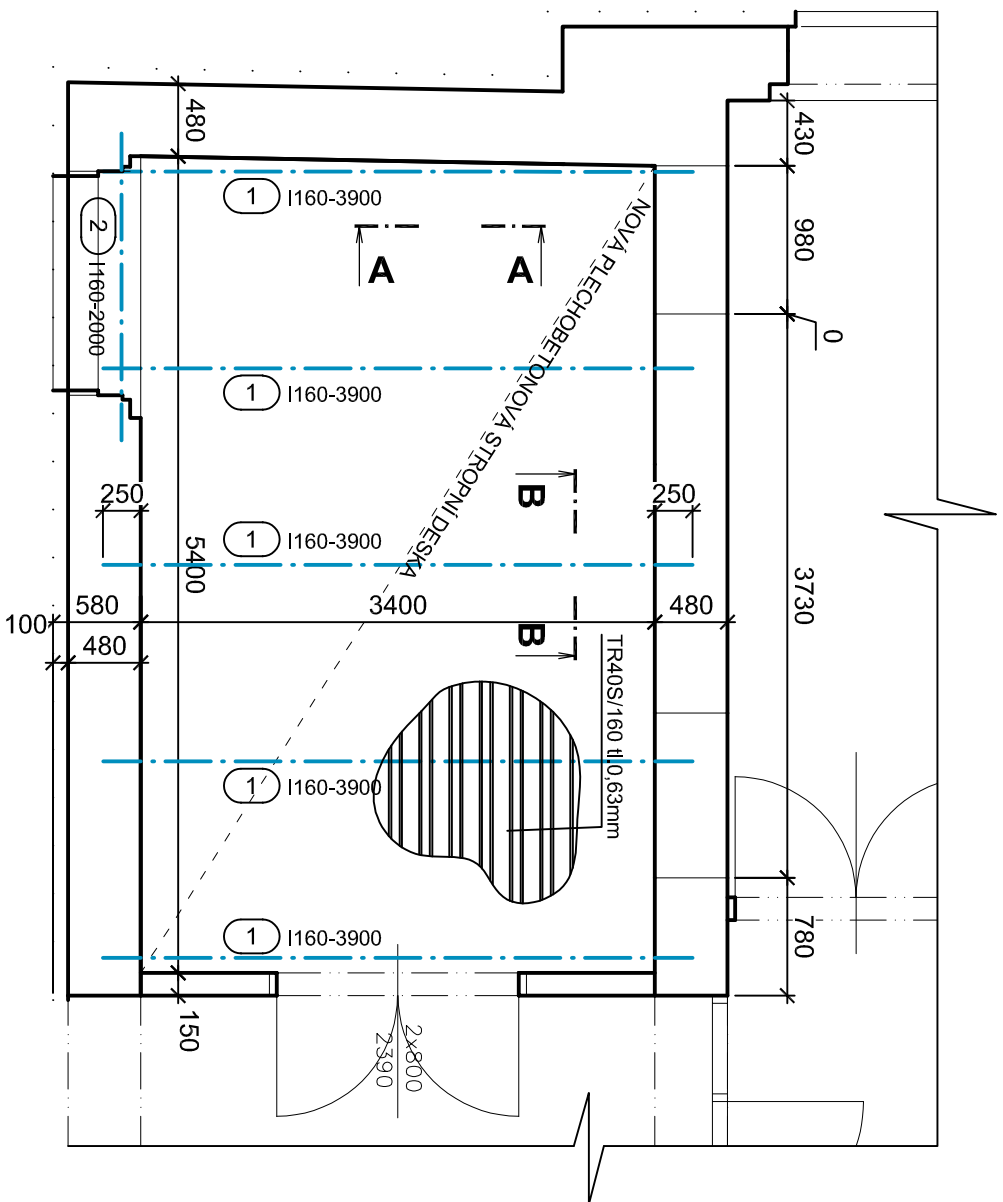 480
430
1 I160-3900
980
2
I160-2000
A A
NOVÁ PLECHOBETONOVÁ STROPNÍ DESKA
0
1 I160-3900
250
B
250
1 I160-3900
5400
3730
580
3400
480
100
480
B
TR40S/160 tl.0,63mm
1 I160-3900
1 I160-3900
780
150
2x800
2390